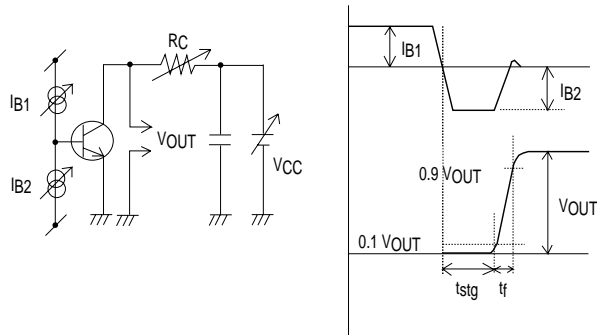 RC
IB1
VOUT
IB2
VCC
IB1
IB2
0.9 VOUT
VOUT
0.1 VOUT
tstg
tf